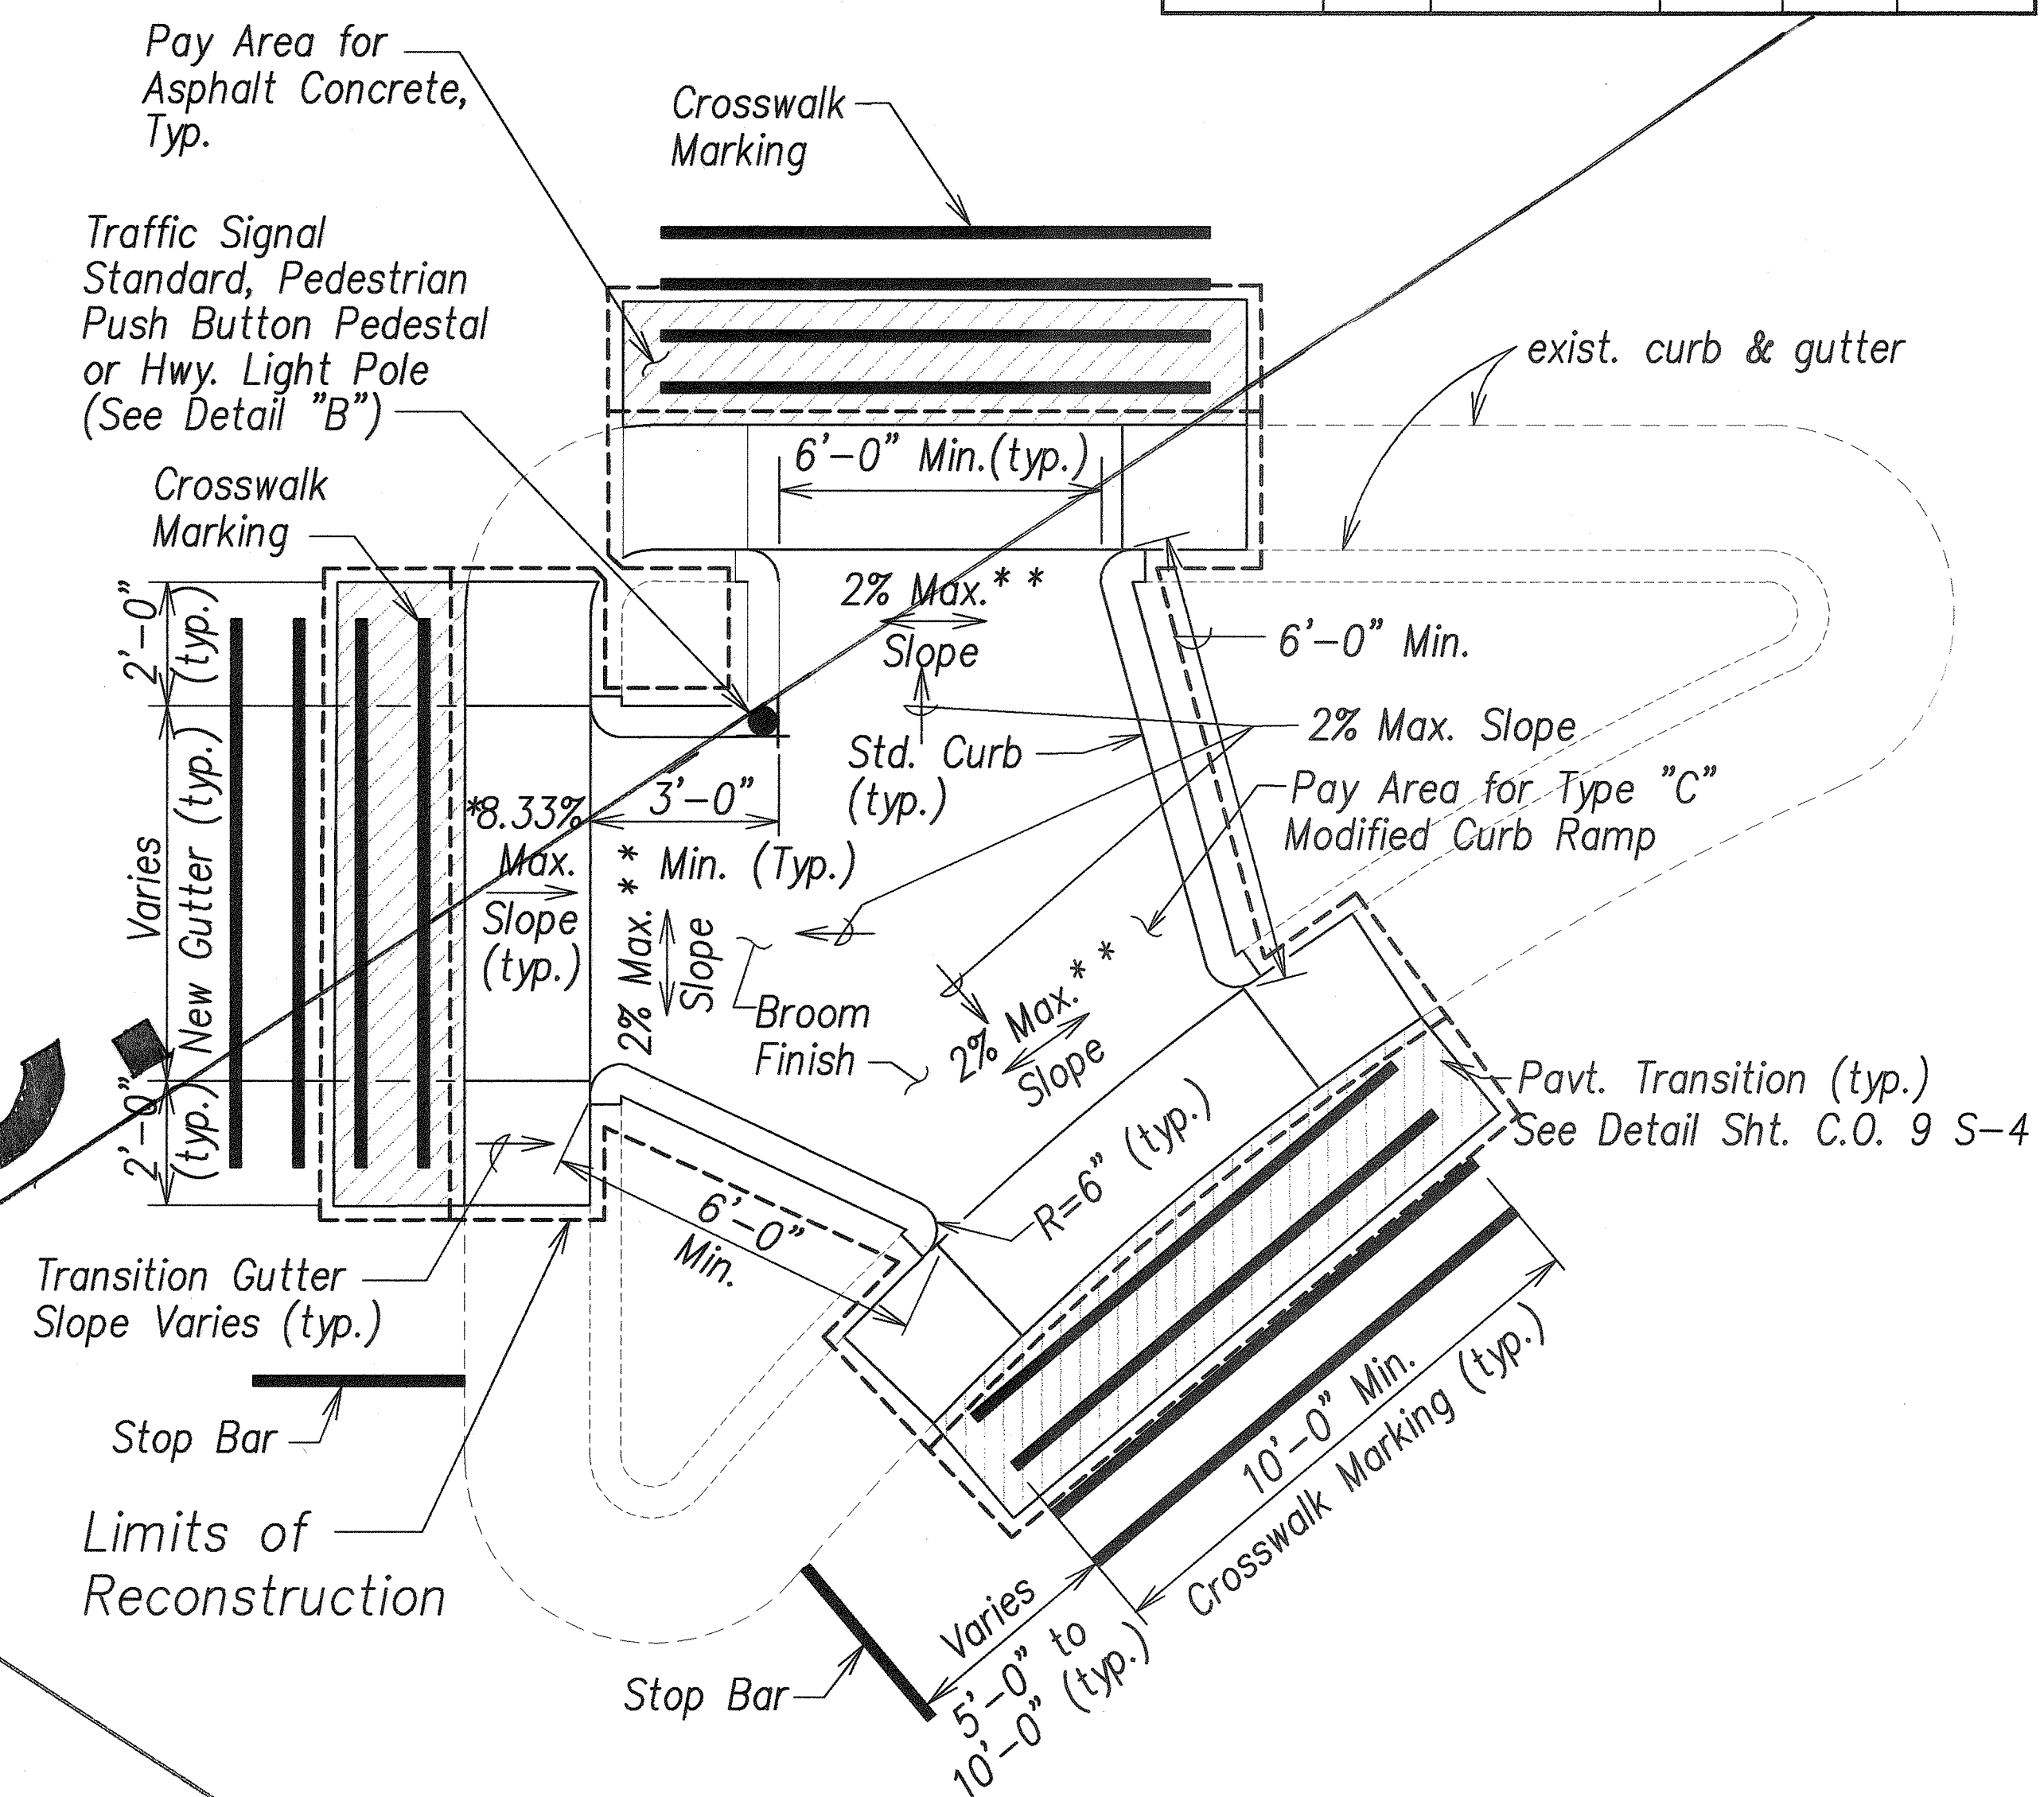 Pay Area for
Asphalt Concrete,
Typ.
Crosswalk
Marking
Traffic Signal
Standard, Pedestrian
Push Button Pedestal
or Hwy. Light Pole
(See Detail "B")
exist. curb & gutter
6'-0" Min.(typ.)
Crosswalk
Marking
2'-0"
(typ.)
2% Max.* *
Slope
6'-0" Min.
2% Max. Slope
Std. Curb
(typ.)
Pay Area for Type "C"
Modified Curb Ramp
*8.33%
Max.
Slope
(typ.)
3'-0"
Min. (Typ.)
Varies
New Gutter (typ.)
2% Max. * *
Slope
Broom
Finish
2% Max.* *
Slope
2'-0"
(typ.)
Pavt. Transition (typ.)
See Detail Sht. C.O. 9 S-4
R=6" (typ.)
6'-0"
Min.
Transition Gutter
Slope Varies (typ.)
Stop Bar
Limits of
Reconstruction
10'-0" Min.
Crosswalk Marking (typ.)
Varies
5'-0" to
10'-0" (typ.)
Stop Bar